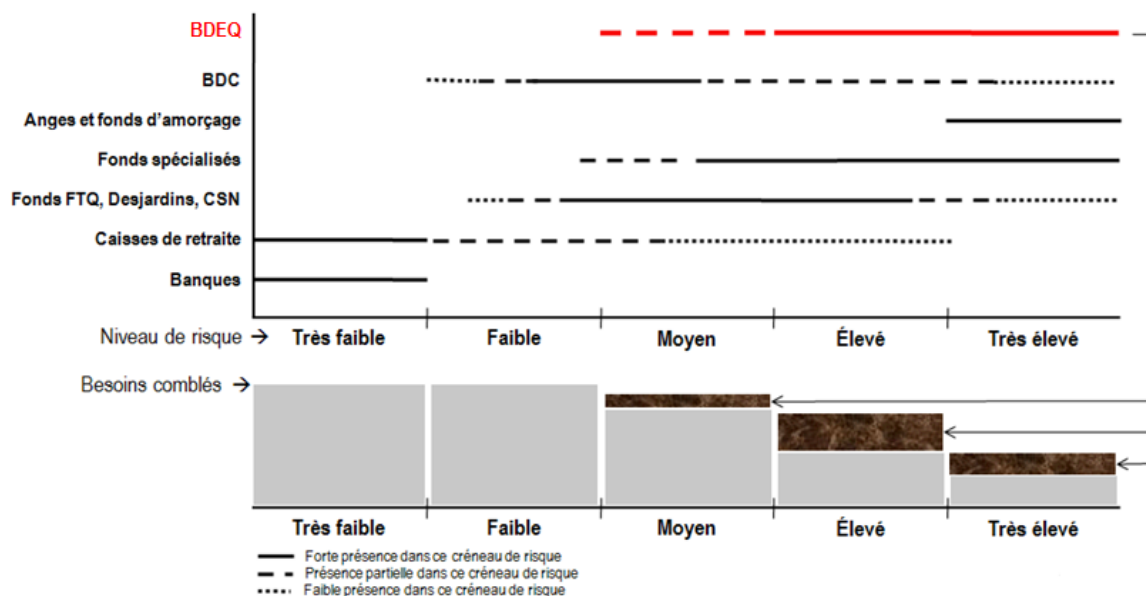 BDEQ
BDC
Anges et fonds d'amorçage
Fonds spécialisés
Fonds FTQ, Desjardins, CSN
Caisses de retraite
Banques
Niveau de risque → Très faible Faible Moyen Élevé Très élevé
Besoins comblés →
Très faible Faible Moyen Élevé Très élevé
Forte présence dans ce créneau de risque
Présence partielle dans ce créneau de risque
Faible présence dans ce créneau de risque